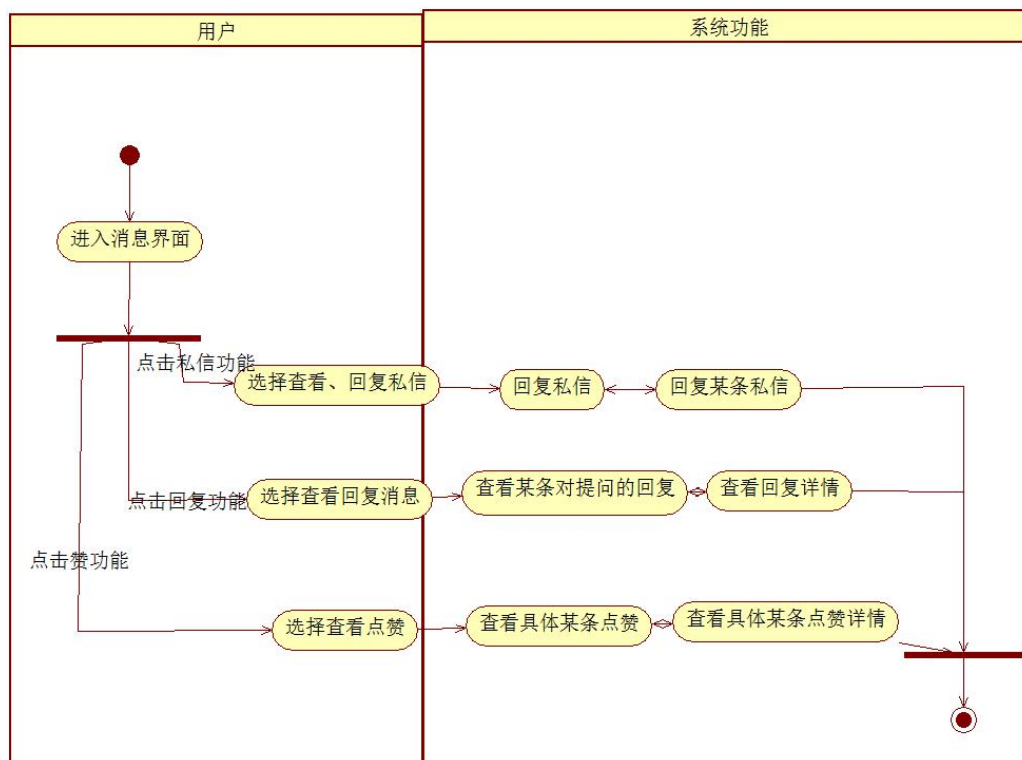 用户
系统功能
进入消息界面
点击私信功能
选择查看、回复私信
回复私信
回复某条私信
点击回复功能
选择查看回复消息
查看某条对提问的回复
查看回复详情
点击赞功能
选择查看点赞
查看具体某条点赞
查看具体某条点赞详情